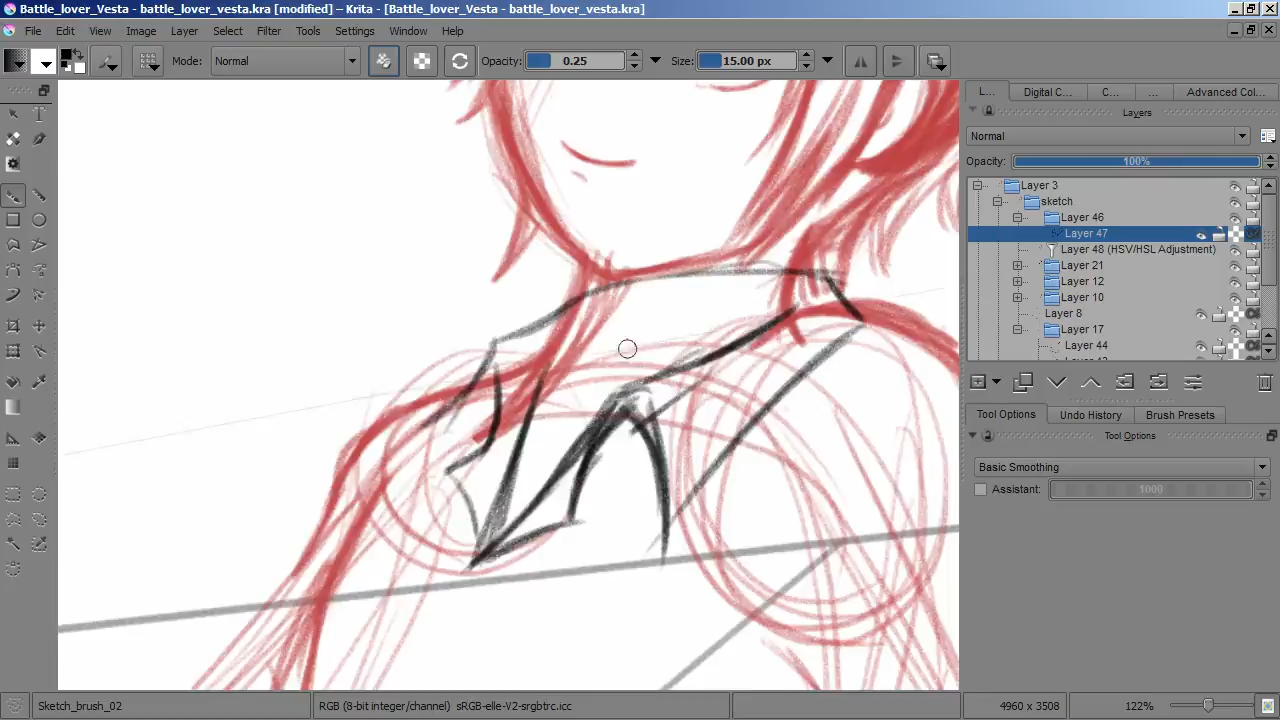 Battle_lover_Vesta - battle_lover_vesta.kra [modified] – Krita - [Battle_Lover_Vesta - battle_lover_vesta.kra]
File Edit View Image Layer Select Filter Tools Settings Window Help
Mode: Normal Opacity: 0.25 Size: 15.00 px
L... Digital C... C... ... Advanced Col...
Layers
Normal
Opacity: 100%
Layer 3
sketch
Layer 46
Layer 47
Layer 48 (HSV/HSL Adjustment)
Layer 21
Layer 12
Layer 10
Layer 8
Layer 17
Layer 44
Tool Options Undo History Brush Presets
Tool Options
Basic Smoothing
Assistant: 1000
Sketch_brush_02 RGB (8-bit integer/channel) sRGB-elle-V2-srgbtrc.icc 4960 x 3508 122%